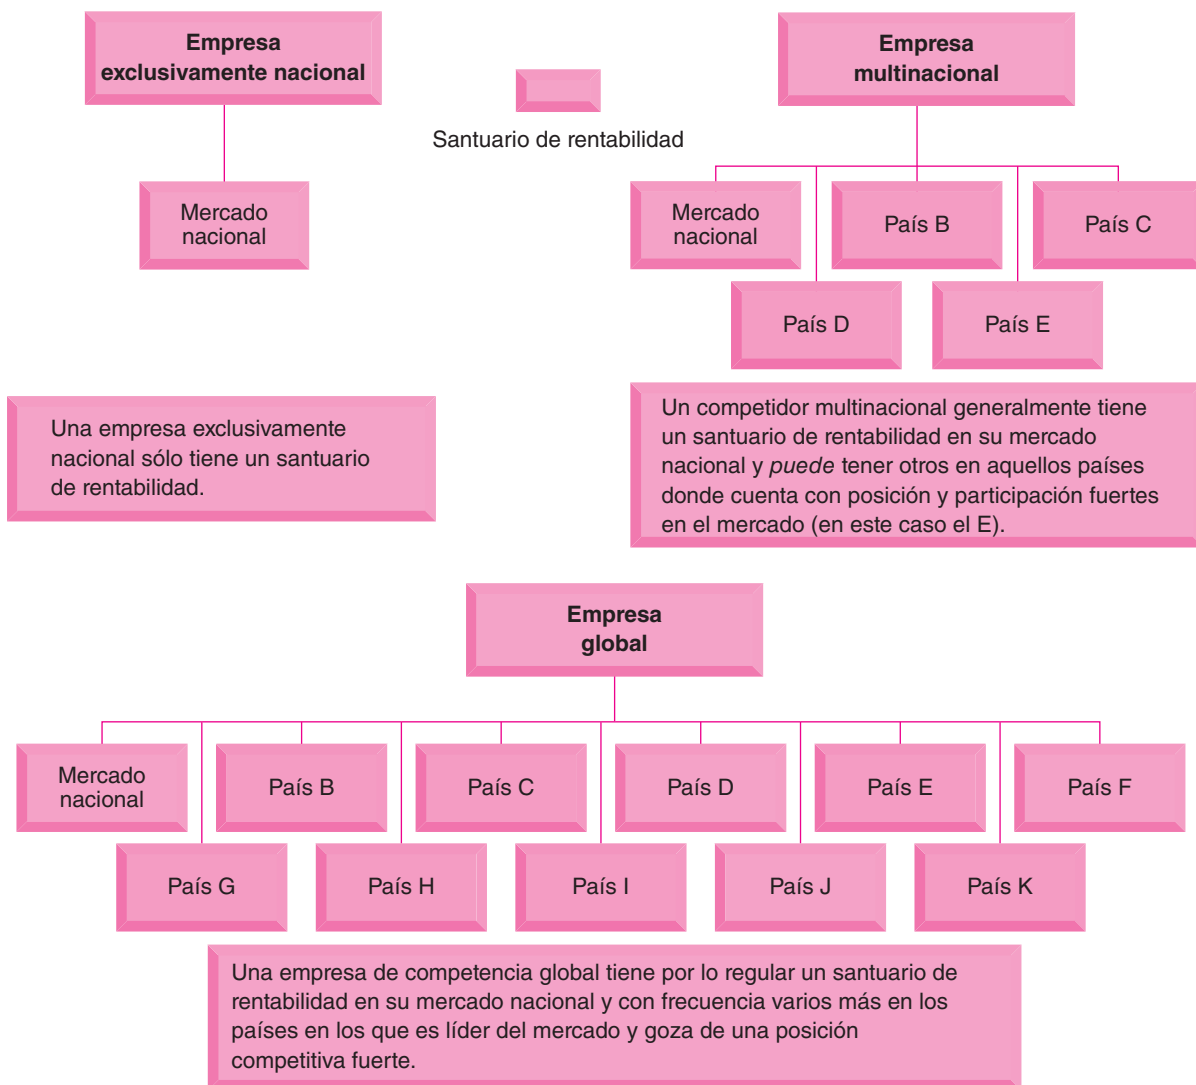 Empresa
exclusivamente nacional
Mercado
nacional
Santuario de rentabilidad
Empresa
multinacional
Mercado
nacional
País B
País C
País D
País E
Una empresa exclusivamente
nacional sólo tiene un santuario
de rentabilidad.
Un competidor multinacional generalmente tiene
un santuario de rentabilidad en su mercado
nacional y puede tener otros en aquellos países
donde cuenta con posición y participación fuertes
en el mercado (en este caso el E).
Empresa
global
Mercado
nacional
País B
País C
País D
País E
País F
País G
País H
País I
País J
País K
Una empresa de competencia global tiene por lo regular un santuario de
rentabilidad en su mercado nacional y con frecuencia varios más en los
países en los que es líder del mercado y goza de una posición
competitiva fuerte.